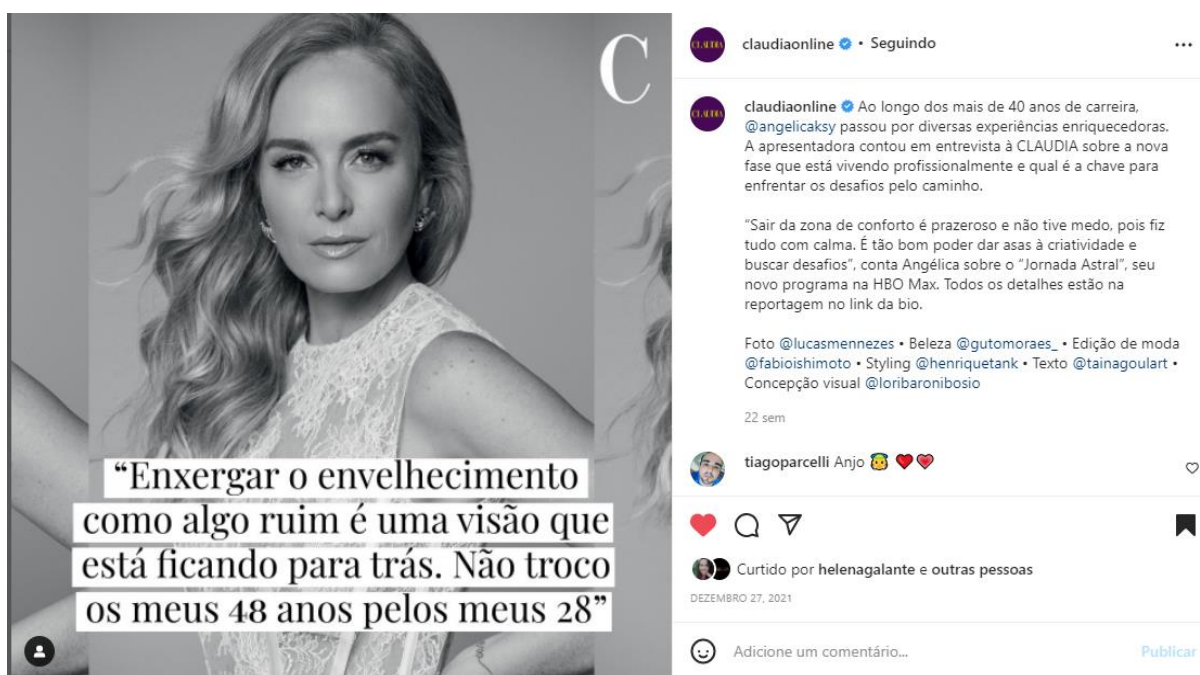 C
“Enxergar o envelhecimento
como algo ruim é uma visão que
está ficando para trás. Não troco
os meus 48 anos pelos meus 28”
CLAUDIA
claudiaonline • Seguindo
CLAUDIA
claudiaonline Ao longo dos mais de 40 anos de carreira,
@angelicaksy passou por diversas experiências enriquecedoras.
A apresentadora contou em entrevista à CLAUDIA sobre a nova
fase que está vivendo profissionalmente e qual é a chave para
enfrentar os desafios pelo caminho.
“Sair da zona de conforto é prazeroso e não tive medo, pois fiz
tudo com calma. É tão bom poder dar asas à criatividade e
buscar desafios”, conta Angélica sobre o “Jornada Astral”, seu
novo programa na HBO Max. Todos os detalhes estão na
reportagem no link da bio.
Foto @lucasmennezes • Beleza @gutomoraes_ • Edição de moda
@fabioishimoto • Styling @henriquetank • Texto @tainagoulart •
Concepção visual @loribaronibosio
22 sem
tiagoparcelli Anjo 👼 ❤️ 💗
Curtido por helenagalante e outras pessoas
DEZEMBRO 27, 2021
Adicione um comentário... Publicar